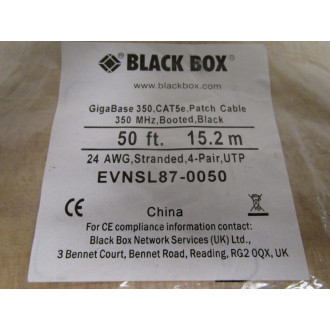 BLACK BOX®
www.blackbox.com
GigaBase 350,CAT5e,Patch Cable
350 MHz,Booted,Black
50 ft. 15.2 m
24 AWG,Stranded,4-Pair,UTP
EVNSL87-0050
CE China
For CE compliance information contact:
Black Box Network Services (UK) Ltd.,
3 Bennet Court, Bennet Road, Reading, RG2 0QX, UK